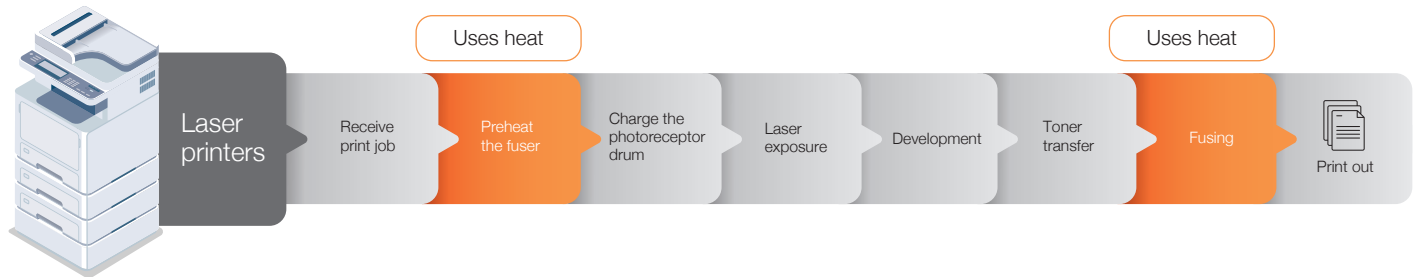 Uses heat
Uses heat
Laser
printers
Receive
print job
Preheat
the fuser
Charge the
photoreceptor
drum
Laser
exposure
Development
Toner
transfer
Fusing
Print out